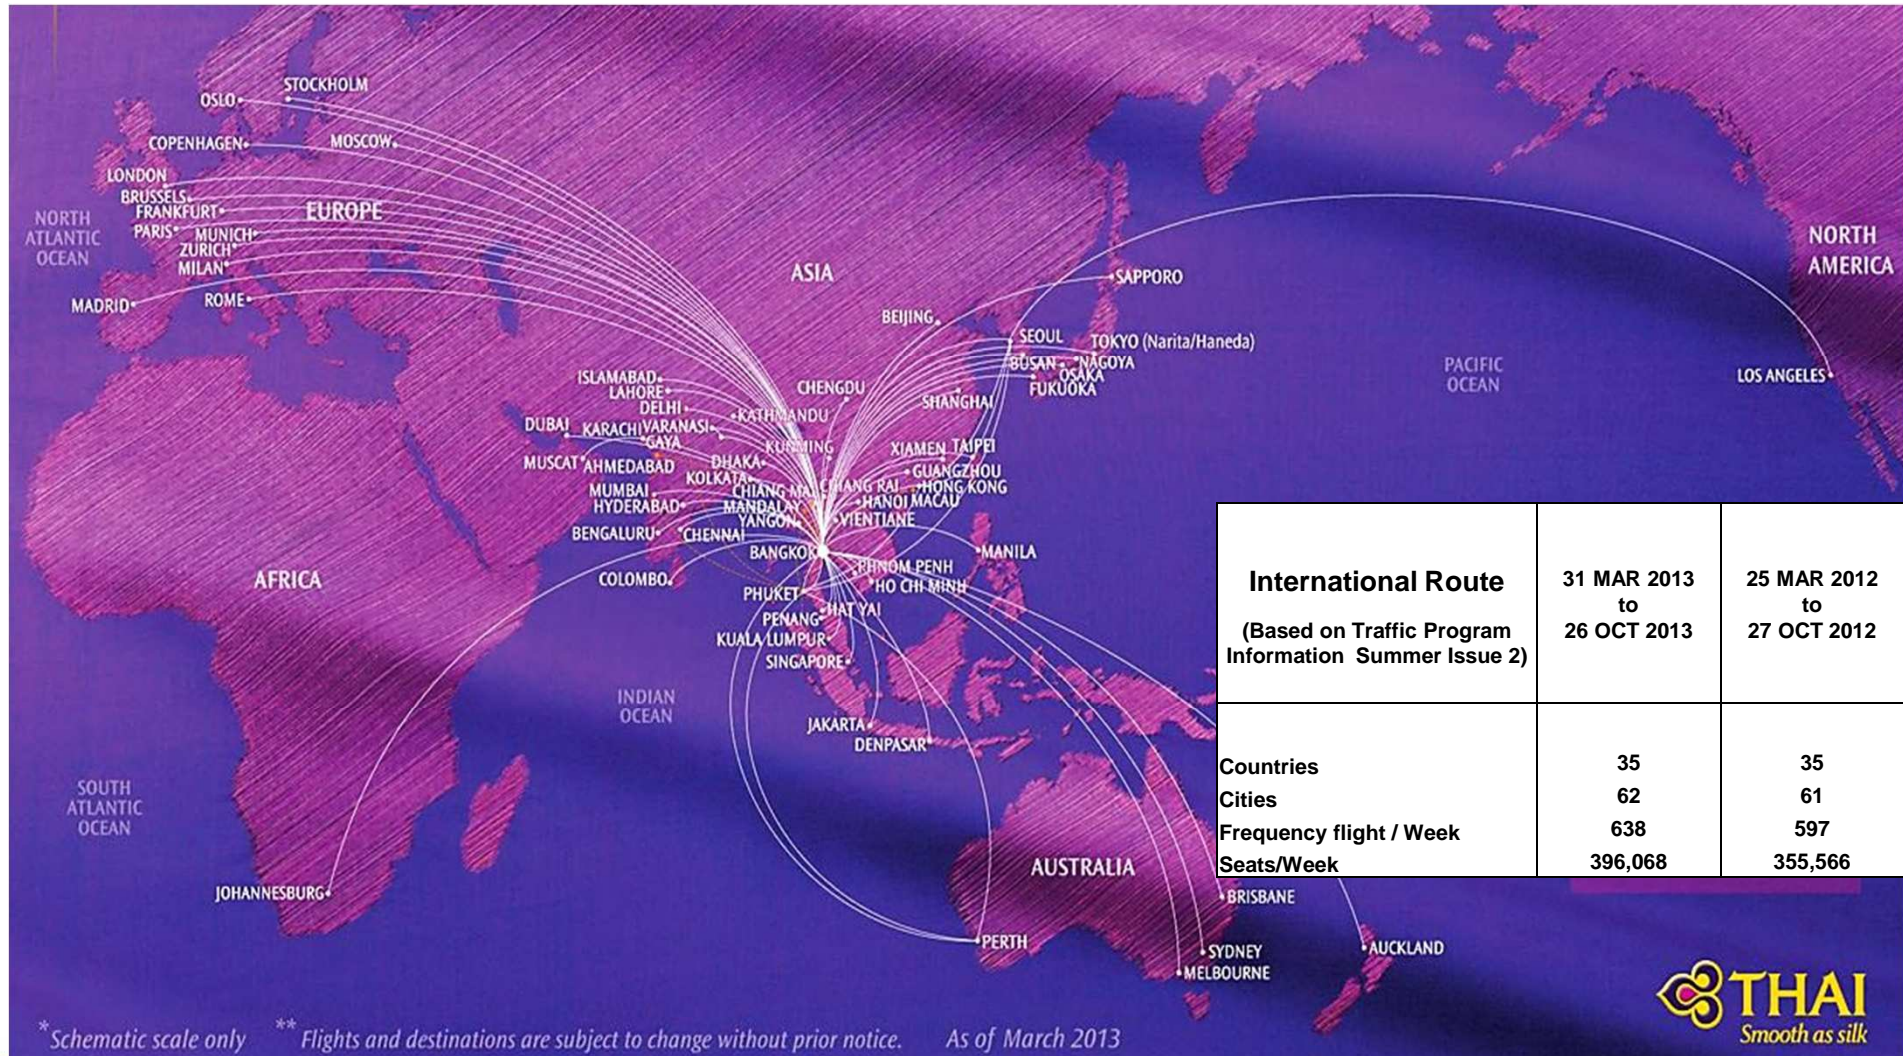 STOCKHOLM
OSLO
COPENHAGEN
MOSCOW
LONDON
BRUSSELS
FRANKFURT
EUROPE
NORTH
ATLANTIC
OCEAN
PARIS
MUNICH
ZURICH
MILAN
MADRID
ROME
ASIA
NORTH
AMERICA
SAPPORO
BEIJING
SEOUL
TOKYO (Narita/Haneda)
BUSAN
NAGOYA
OSAKA
FUKUOKA
PACIFIC
OCEAN
LOS ANGELES
ISLAMABAD
LAHORE
DELHI
CHENGDU
SHANGHAI
KATHMANDU
DUBAI
KARACHI
VARANASI
GAYA
KUNMING
XIAMEN
TAIPEI
MUSCAT
AHMEDABAD
DHAKA
GUANGZHOU
KOLKATA
MUMBAI
CHIANG MAI
CHIANG RAI
HONG KONG
HYDERABAD
MANDALAY
HANOI
MACAU
YANGON
VIENTIANE
BENGALURU
CHENNAI
BANGKOK
MANILA
AFRICA
COLOMBO
PHNOM PENH
HO CHI MINH
PHUKET
HAT YAI
PENANG
KUALA LUMPUR
SINGAPORE
INDIAN
OCEAN
JAKARTA
DENPASAR
SOUTH
ATLANTIC
OCEAN
AUSTRALIA
JOHANNESBURG
BRISBANE
PERTH
SYDNEY
MELBOURNE
AUCKLAND
International Route
(Based on Traffic Program
Information Summer Issue 2)
31 MAR 2013
to
26 OCT 2013
25 MAR 2012
to
27 OCT 2012
Countries 35 35
Cities 62 61
Frequency flight / Week 638 597
Seats/Week 396,068 355,566
THAI
Smooth as silk
*Schematic scale only ** Flights and destinations are subject to change without prior notice. As of March 2013